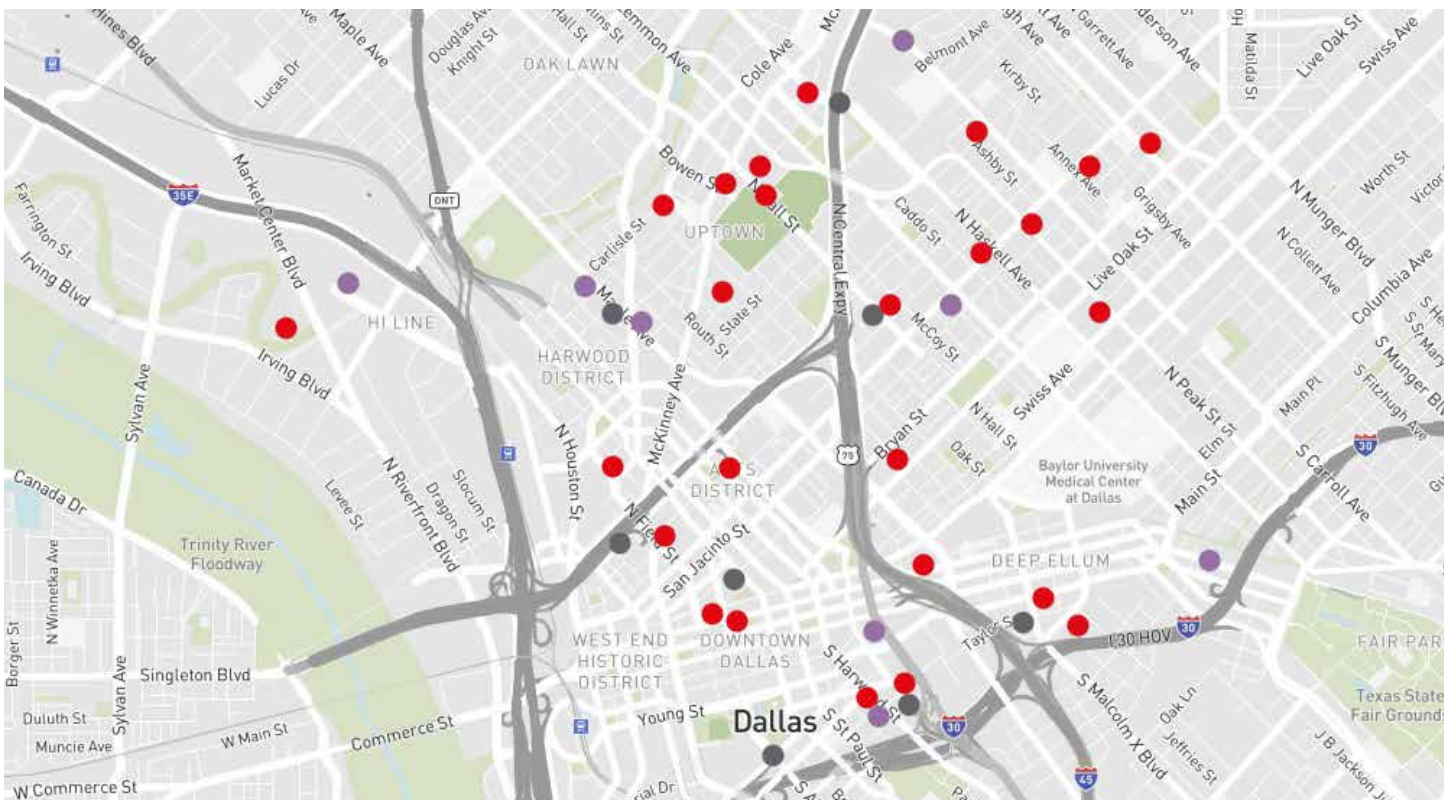 Hines Blvd
Maple Ave
Douglas Av
Knight St
Hall St
Lemmon Ave
Cole Ave
OAK LAWN
Lucas Dr
Belmont Ave
Kirby St
Garrett Ave
Matilda St
Live Oak St
Swiss Ave
35E
Market Center Blvd
Farrington St
Irving Blvd
DNT
Bowen S
UPTOWN
Carlisle St
N Central Expy
Ashby St
Annex Ave
Caddo St
N Haskell Ave
Grigsby Ave
Live Oak St
Worth St
Victor
N Munger Blvd
N Collett Ave
Columbia Ave
HI LINE
Irving Blvd
Sylvan Ave
HARWOOD
DISTRICT
Routh St
State St
McCoy St
McKinney Ave
S Munger Blv
S Fitzhugh Ave
Main Pl
N Peak St
Elm St
Swiss Ave
N Hall St
Oak St
Bryan St
75
30
S Carroll Ave
N Houston St
DISTRICT
Baylor University
Medical Center
at Dallas
Main St
Canada Dr
Levee St
Dragon St
Slocum St
N Riverfront Blvd
N Field St
San Jacinto St
Trinity River
Floodway
N Winnetka Ave
Borger St
DEEP ELLUM
Taylor S
I 30 HOV
30
FAIR PAR
WEST END
HISTORIC
DISTRICT
DOWNTOWN
DALLAS
Singleton Blvd
Sylvan Ave
Duluth St
Muncie Ave
W Main St
Commerce St
W Commerce St
Young St
Dallas
S St Paul St
30
S Malcolm X Blvd
Oak Ln
Jeffries St
Texas State
Fair Grounds
J B Jackson J
45